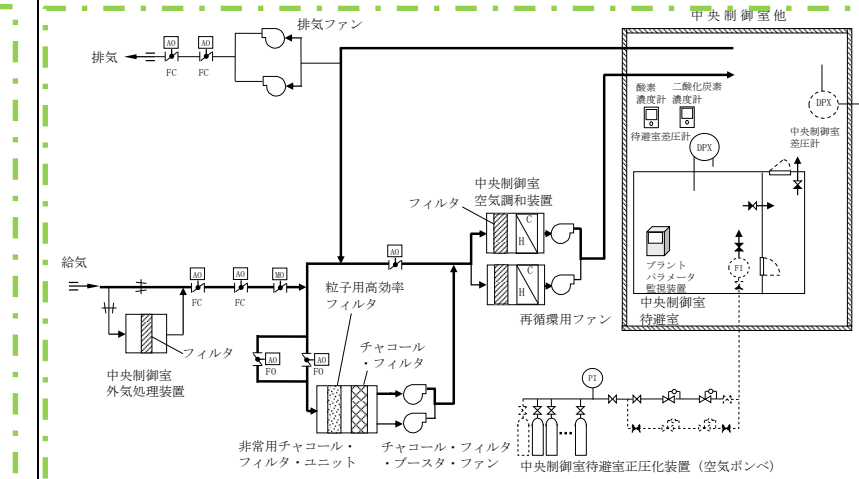 中央制御室他
排気ファン
排気
AO
AO
FC
FC
酸素
濃度計
二酸化炭素
濃度計
DPX
中央制御室
差圧計
待避室差圧計
DPX
中央制御室
空気調和装置
フィルタ
C
H
C
H
再循環用ファン
AO
給気
AO
AO
MO
FC
FC
フィルタ
中央制御室
外気処理装置
粒子用高効率
フィルタ
チャコール
・フィルタ
AO
FO
AO
FO
非常用チャコール・
フィルタ・ユニット
チャコール・フィルタ
・ブースタ・ファン
プラント
パラメータ
監視装置
FI
中央制御室
待避室
PI
中央制御室待避室正圧化装置（空気ボンベ）